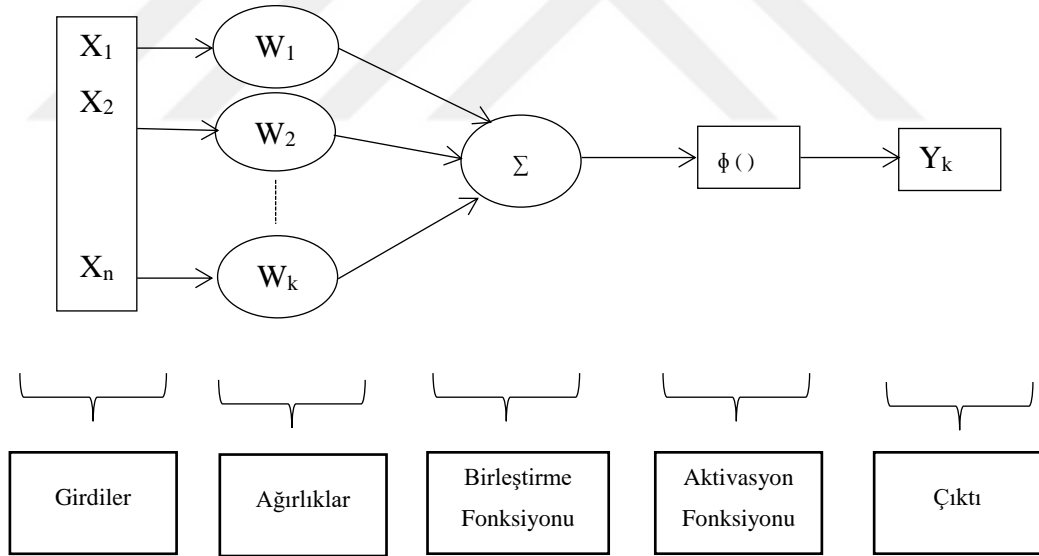 X₁
W₁
X₂
W₂
Σ
ϕ ( )
Yₖ
Xₙ
Wₖ
Girdiler
Ağırlıklar
Birleştirme
Fonksiyonu
Aktivasyon
Fonksiyonu
Çıktı